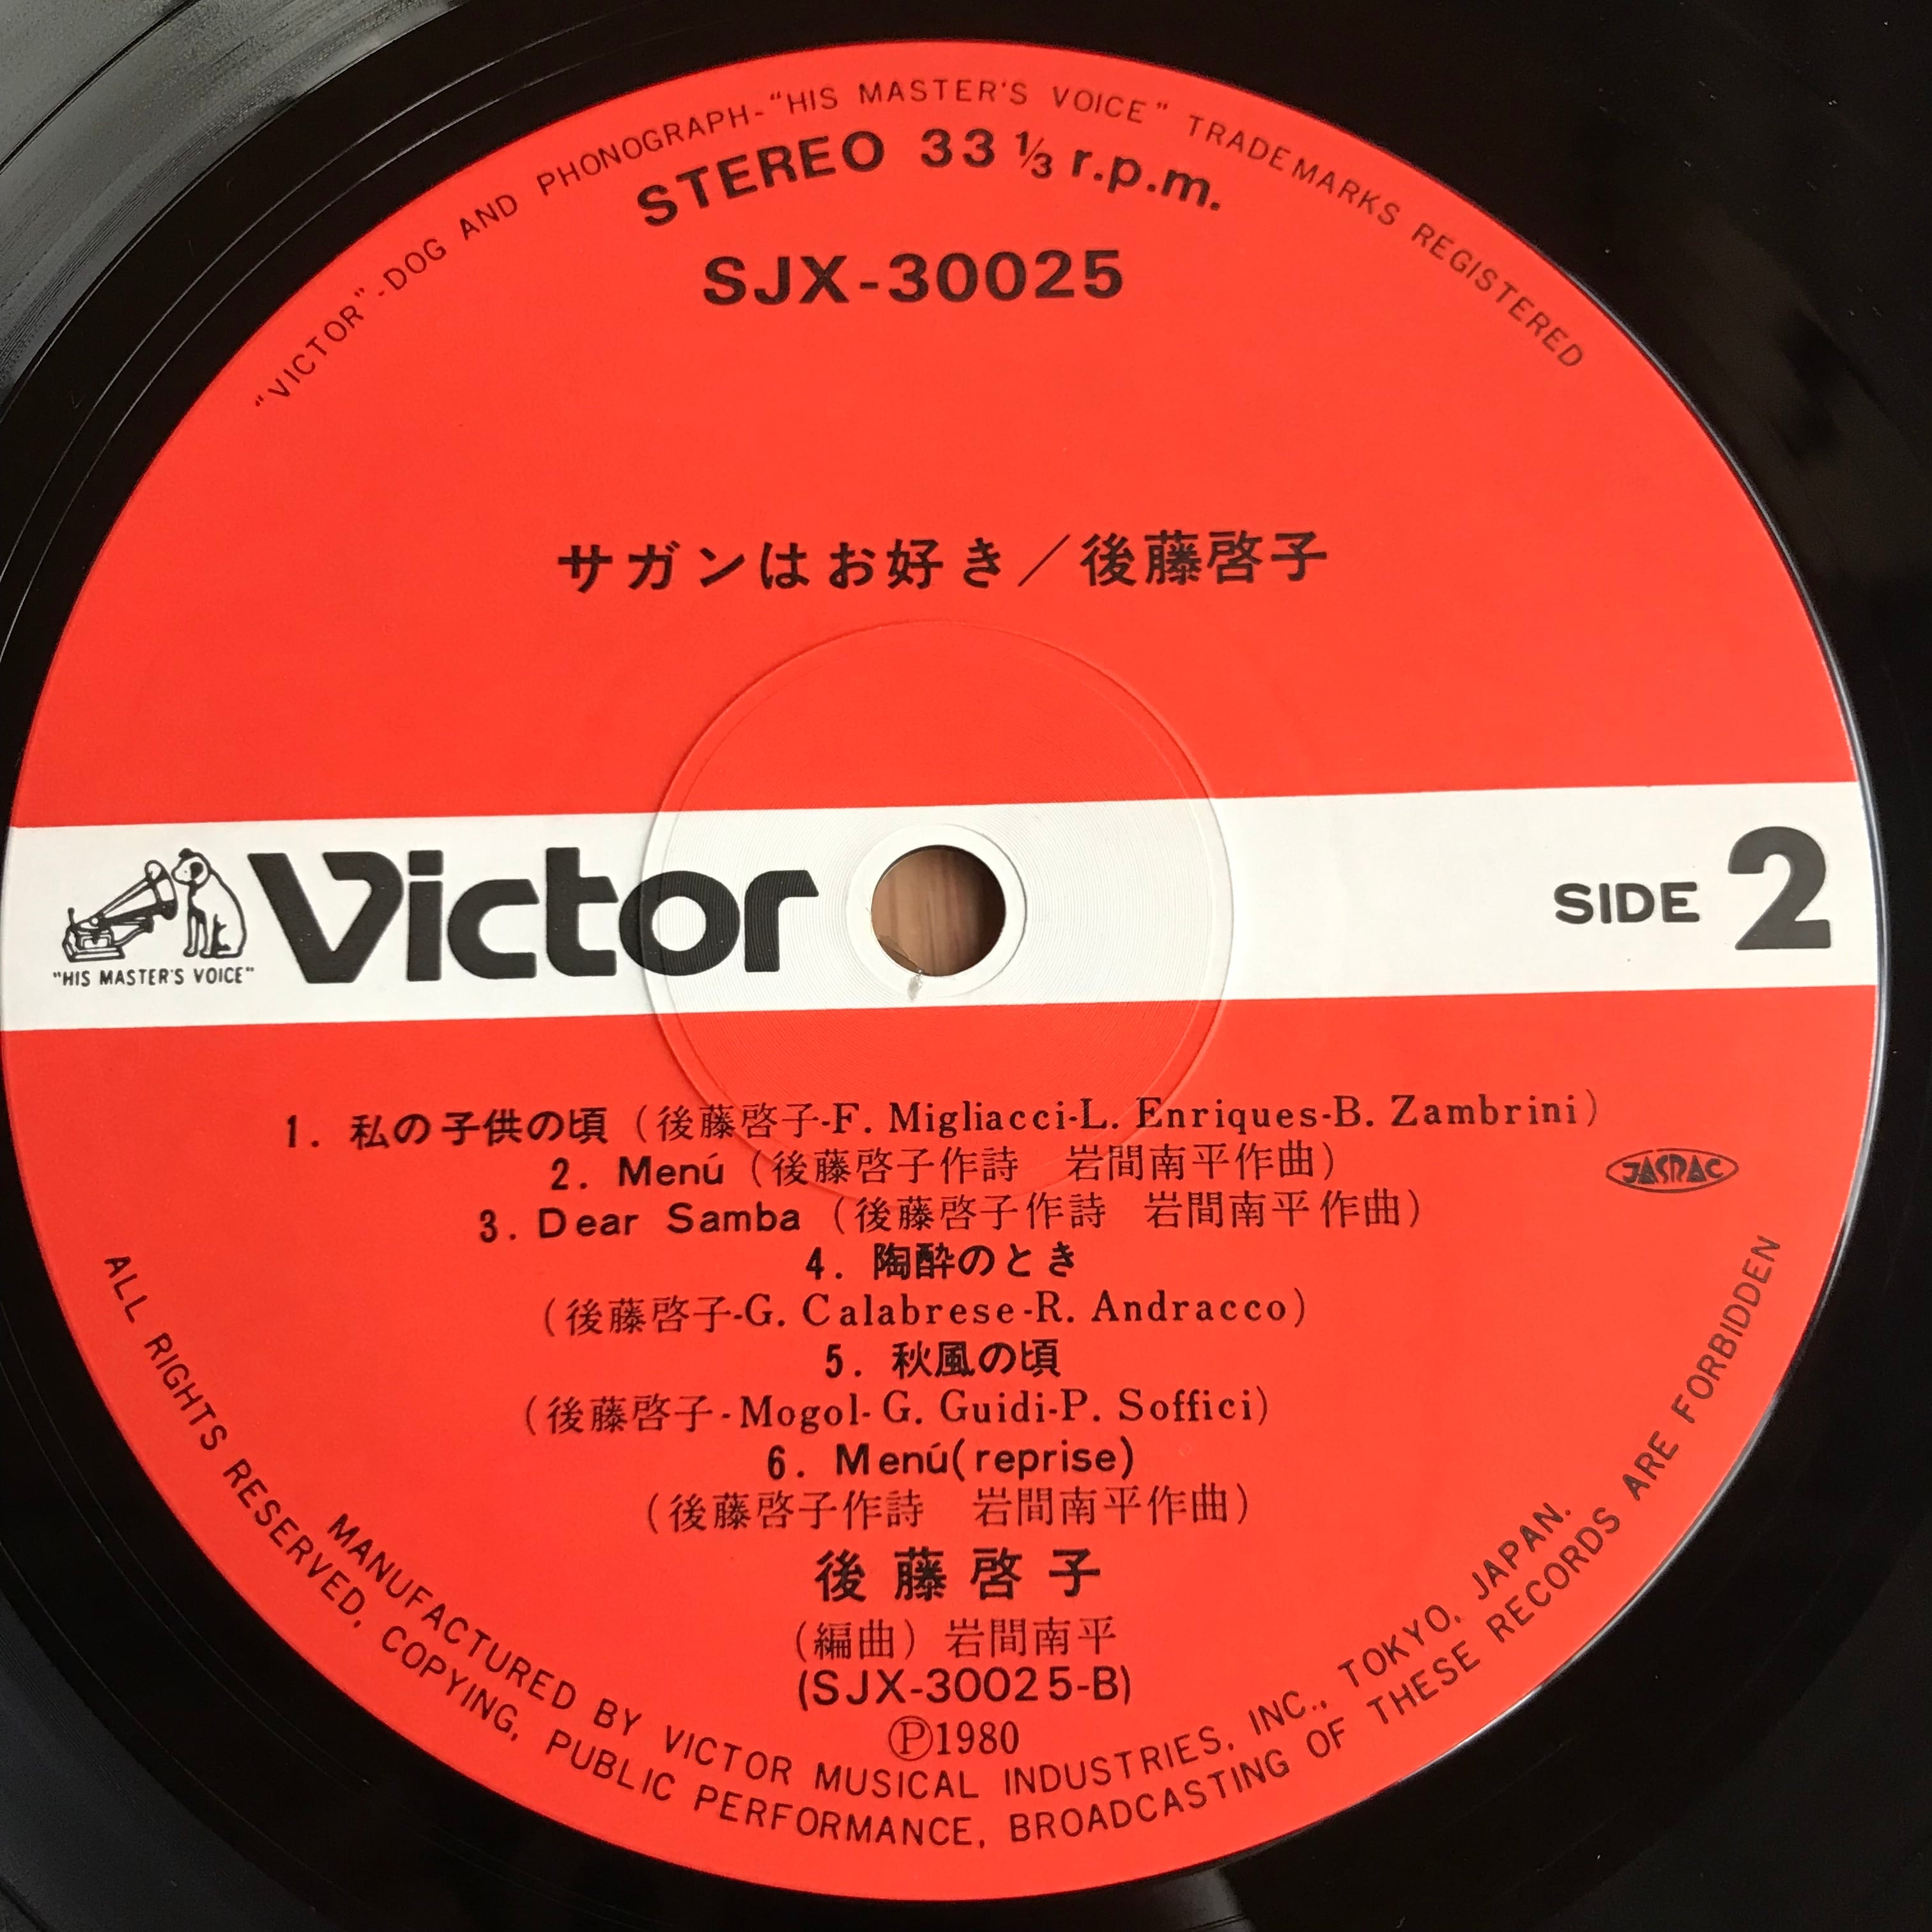 "VICTOR"-DOG AND PHONOGRAPH-"HIS MASTER'S VOICE" TRADEMARKS REGISTERED
STEREO 33 1/3 r.p.m.
SJX-30025
サガンはお好き／後藤啓子
Victor
"HIS MASTER'S VOICE"
SIDE 2
1. 私の子供の頃（後藤啓子-F. Migliacci-L. Enriques-B. Zambrini）
2. Menú（後藤啓子作詩　岩間南平作曲）
3. Dear Samba（後藤啓子作詩　岩間南平作曲）
JASRAC
4. 陶酔のとき
（後藤啓子-G. Calabrese-R. Andracco）
5. 秋風の頃
（後藤啓子-Mogol-G. Guidi-P. Soffici）
6. Menú(reprise)
（後藤啓子作詩　岩間南平作曲）
後藤啓子
（編曲）岩間南平
(SJX-30025-B)
Ⓟ1980
MANUFACTURED BY VICTOR MUSICAL INDUSTRIES, INC., TOKYO, JAPAN.
ALL RIGHTS RESERVED, COPYING, PUBLIC PERFORMANCE, BROADCASTING OF THESE RECORDS ARE FORBIDDEN